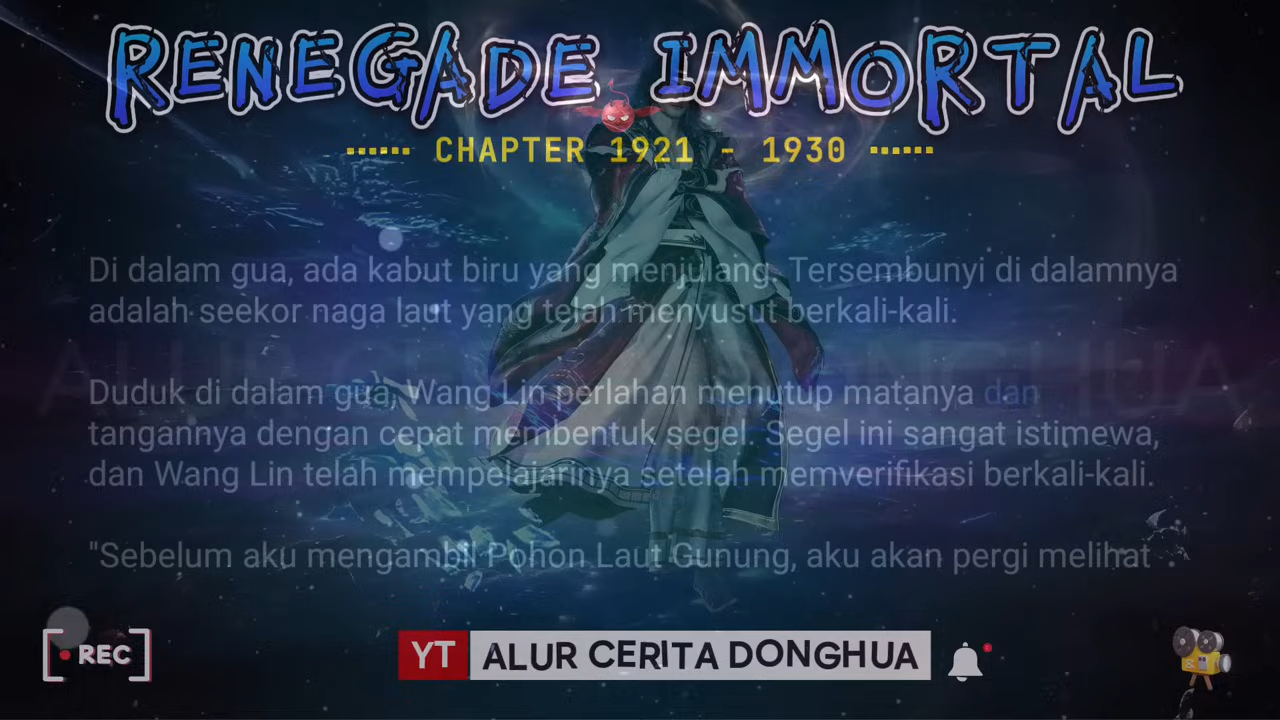 RENEGADE IMMORTAL
CHAPTER 1921 - 1930
Di dalam gua, ada kabut biru yang menjulang. Tersembunyi di dalamnya
adalah seekor naga laut yang telah menyusut berkali-kali.
ALUR CERITA DONGHUA
Duduk di dalam gua, Wang Lin perlahan menutup matanya dan
tangannya dengan cepat membentuk segel. Segel ini sangat istimewa,
dan Wang Lin telah mempelajarinya setelah memverifikasi berkali-kali.
"Sebelum aku mengambil Pohon Laut Gunung, aku akan pergi melihat
REC
YT ALUR CERITA DONGHUA